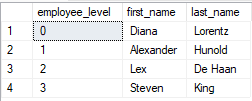 employee_level first_name last_name
1 0 Diana Lorentz
2 1 Alexander Hunold
3 2 Lex De Haan
4 3 Steven King